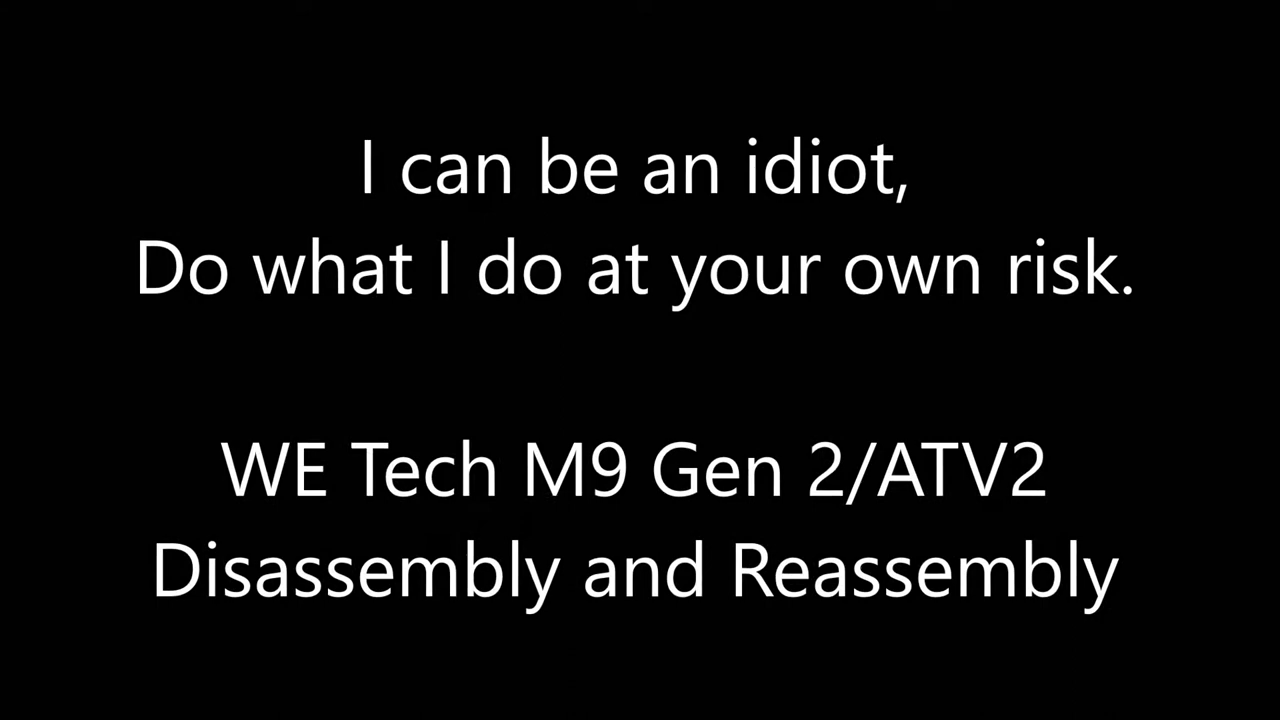 I can be an idiot,
Do what I do at your own risk.
WE Tech M9 Gen 2/ATV2
Disassembly and Reassembly